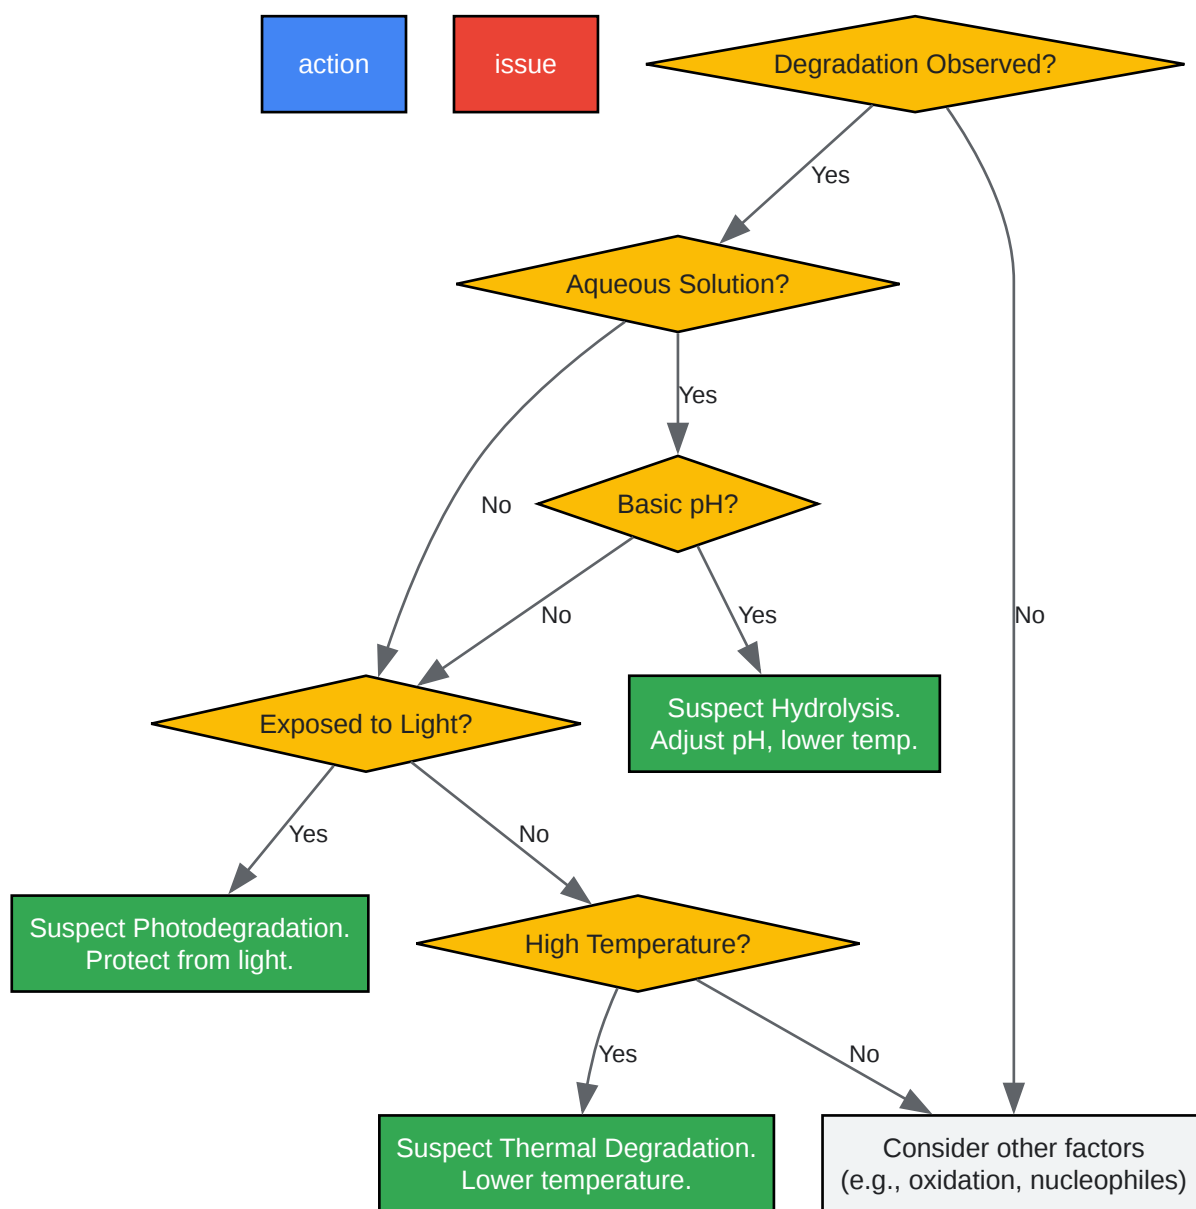 action
issue
Degradation Observed?
Yes
Aqueous Solution?
Yes
No
Basic pH?
No
Yes
No
Exposed to Light?
Suspect Hydrolysis.
Adjust pH, lower temp.
Yes
No
Suspect Photodegradation.
Protect from light.
High Temperature?
Yes
No
Suspect Thermal Degradation.
Lower temperature.
Consider other factors
(e.g., oxidation, nucleophiles)